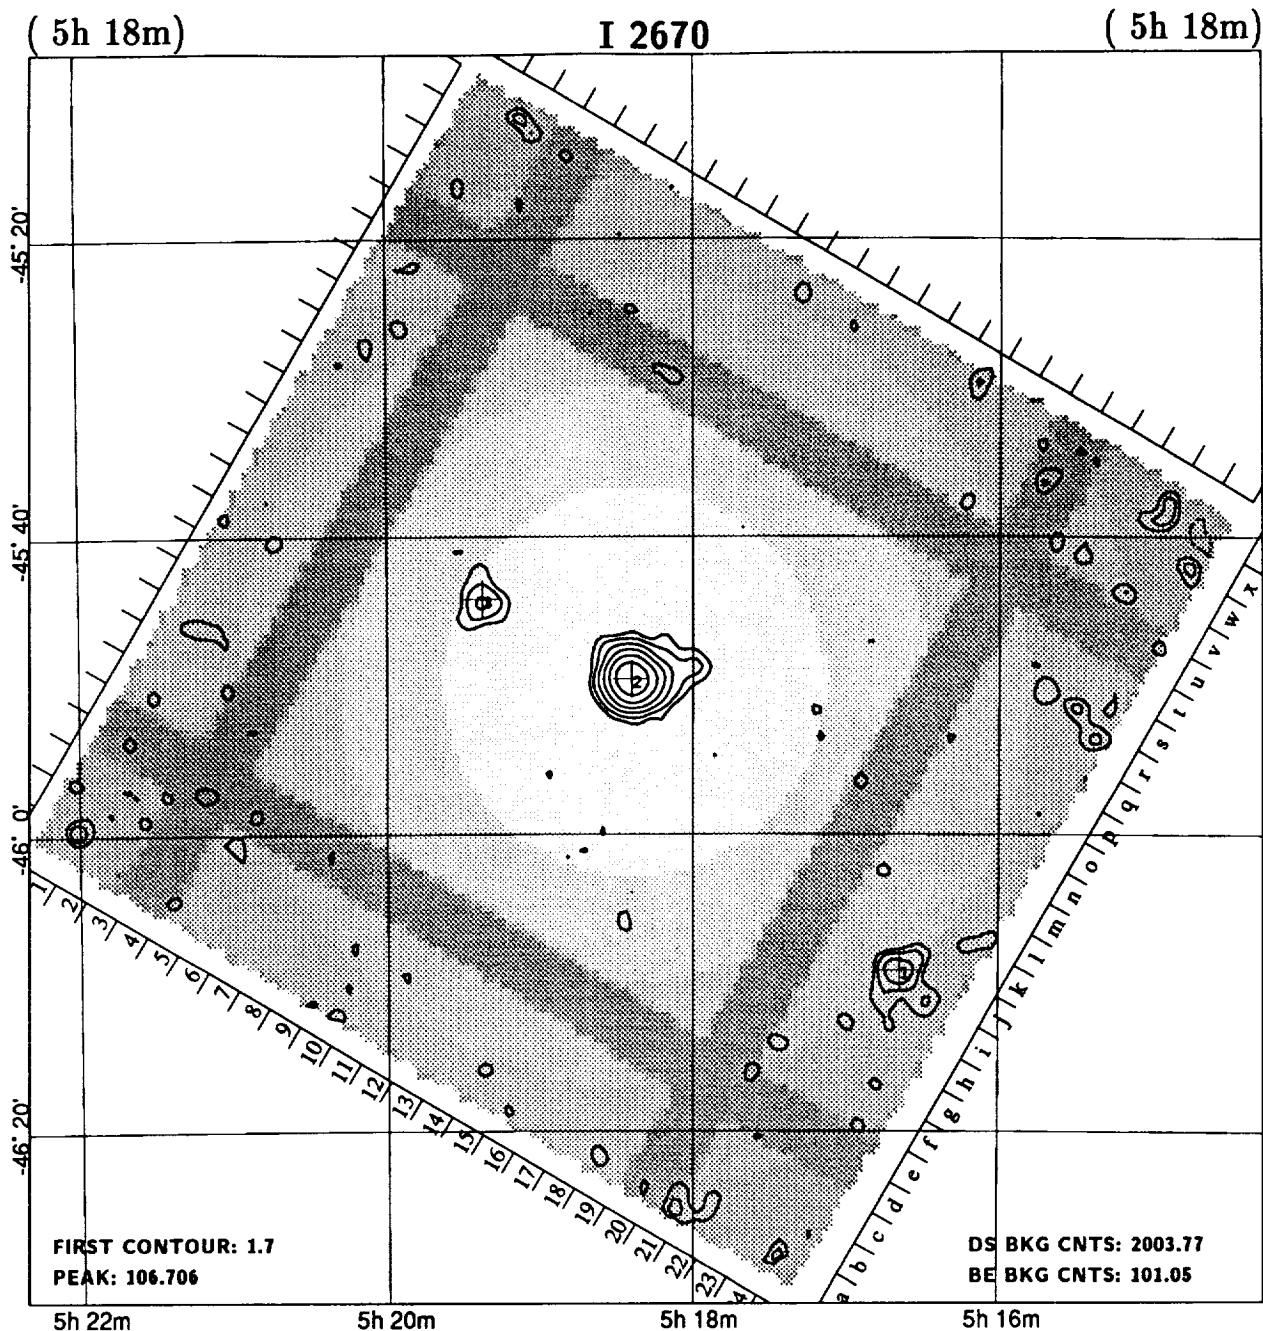 ( 5h 18m)
I 2670
( 5h 18m)
-45° 20'
-45° 40'
-46° 0'
-46° 20'
3
2
1
1 2 3 4 5 6 7 8 9 10 11 12 13 14 15 16 17 18 19 20 21 22 23
a b c d e f g h i j k l m n o p q r s t u v w x
FIRST CONTOUR: 1.7
PEAK: 106.706
DS BKG CNTS: 2003.77
BE BKG CNTS: 101.05
5h 22m
5h 20m
5h 18m
5h 16m